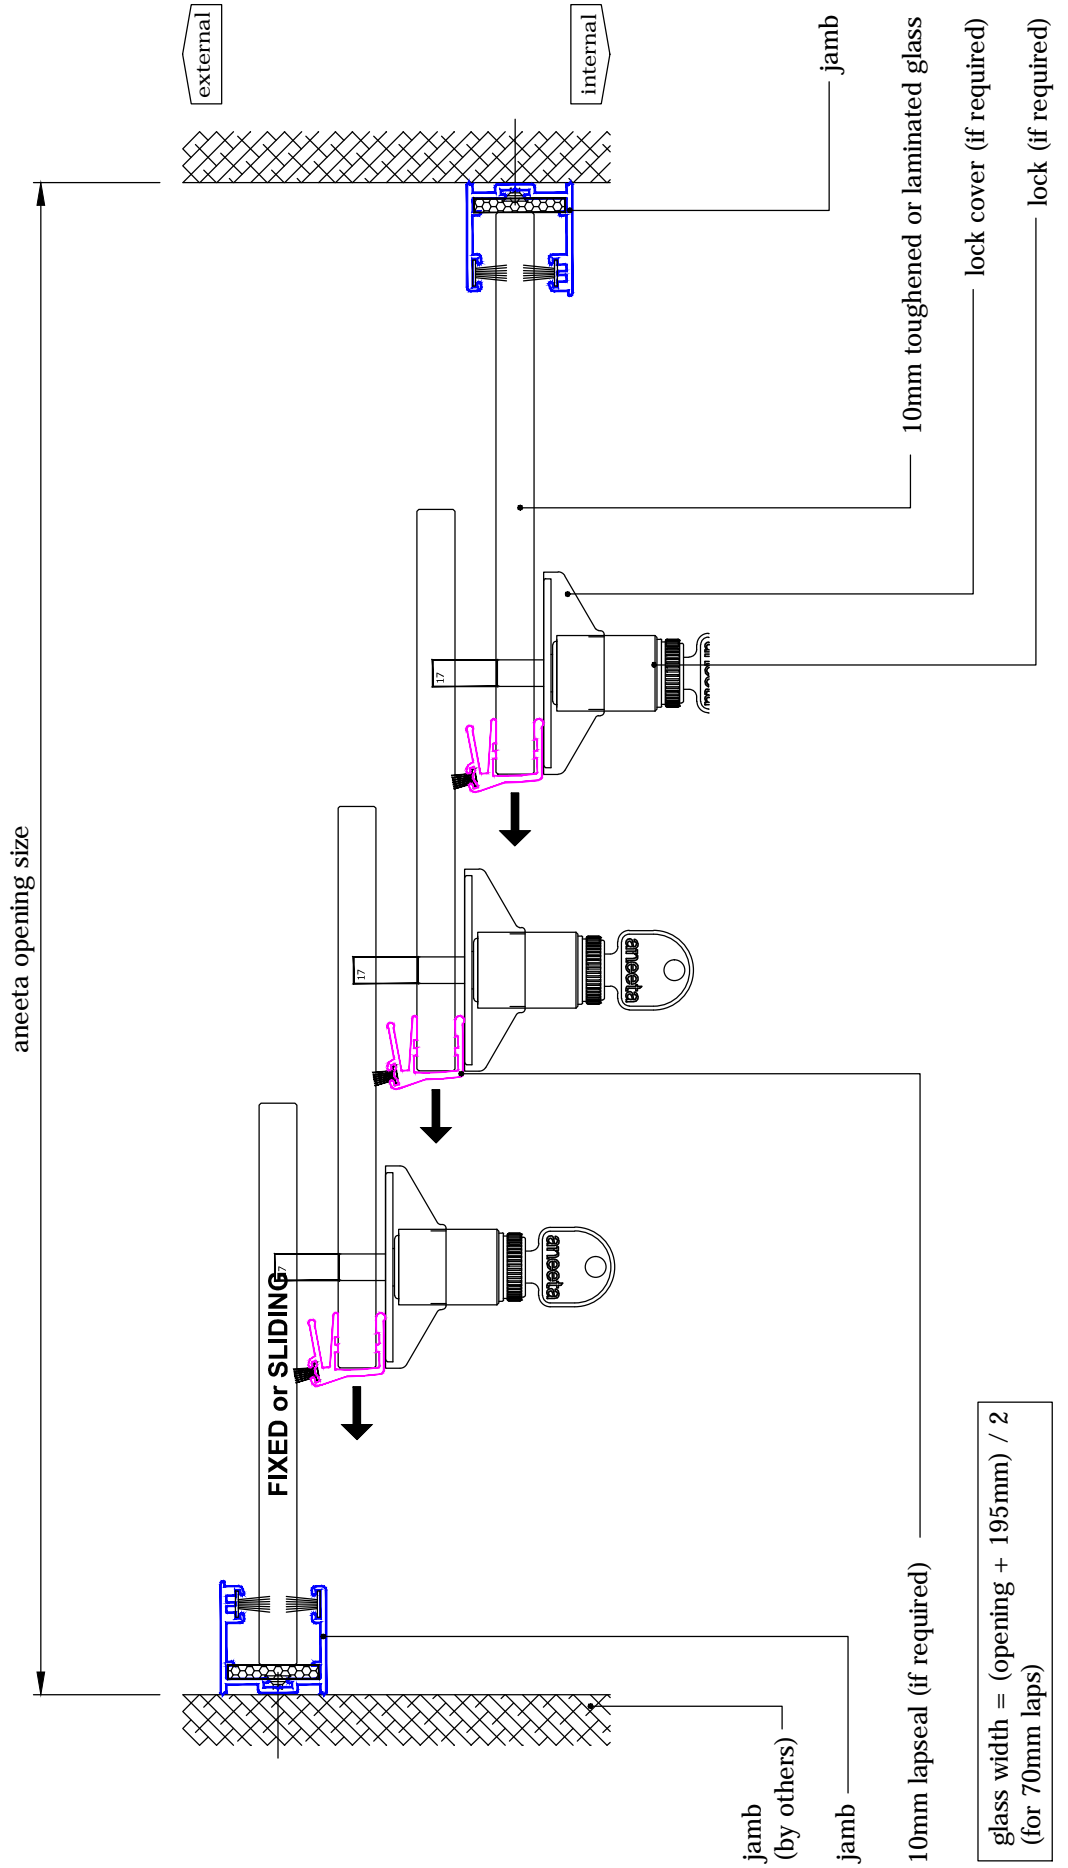 aneeta opening size
external
internal
FIXED or SLIDING
17
17
aneeta
aneeta
jamb
10mm toughened or laminated glass
lock cover (if required)
lock (if required)
jamb
(by others)
jamb
10mm lapseal (if required)
glass width = (opening + 195mm) / 2
(for 70mm laps)